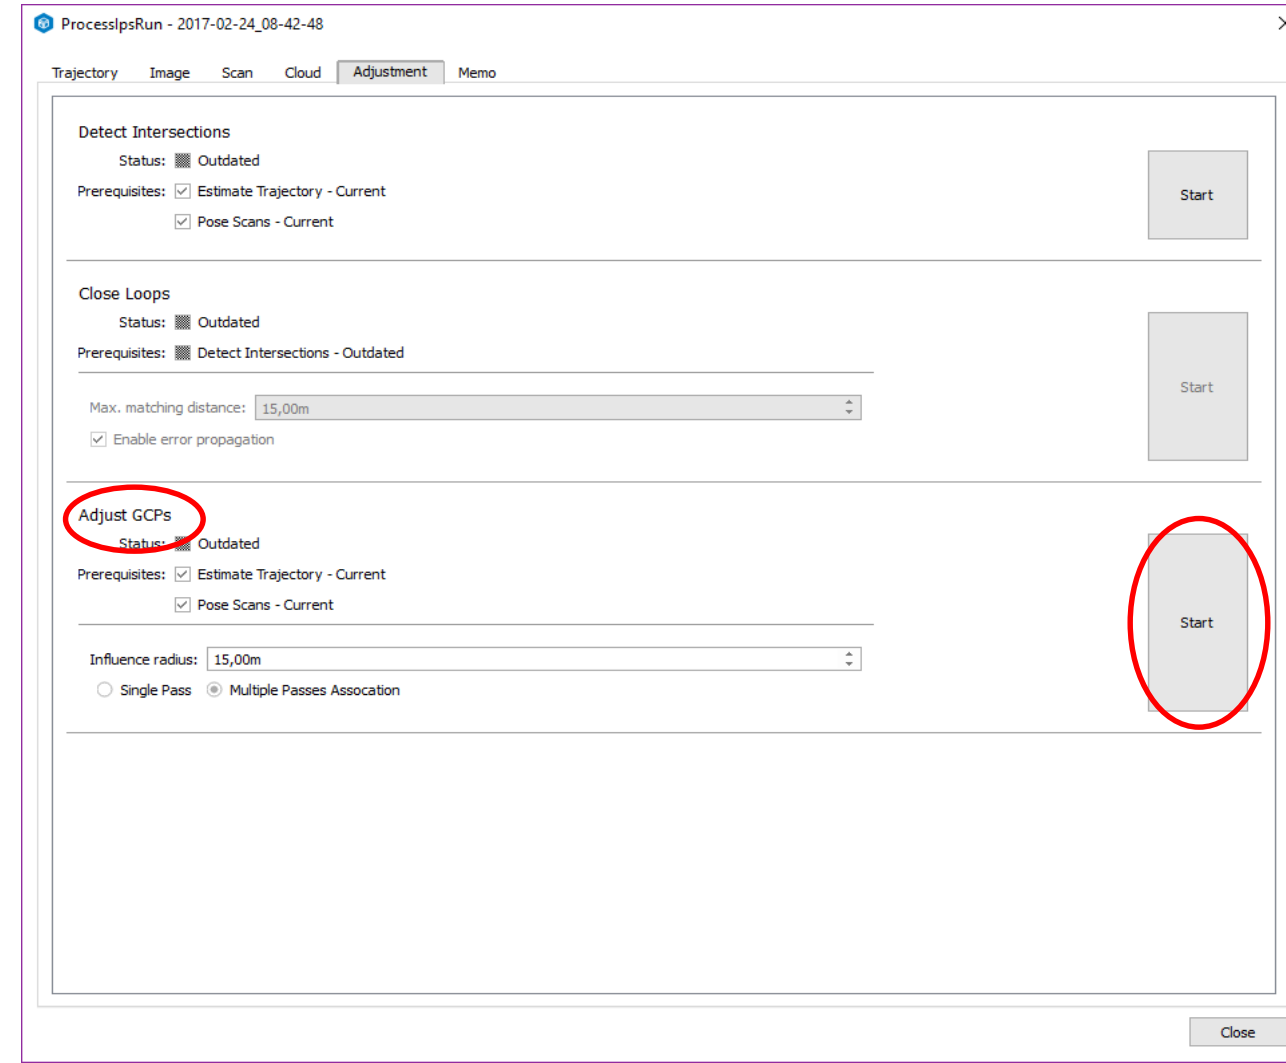 ProcessIpsRun - 2017-02-24_08-42-48
Trajectory Image Scan Cloud Adjustment Memo
Detect Intersections
Status: Outdated
Prerequisites: Estimate Trajectory - Current
Pose Scans - Current
Start
Close Loops
Status: Outdated
Prerequisites: Detect Intersections - Outdated
Max. matching distance: 15,00m
Enable error propagation
Start
Adjust GCPs
Status: Outdated
Prerequisites: Estimate Trajectory - Current
Pose Scans - Current
Influence radius: 15,00m
Single Pass Multiple Passes Assocation
Start
Close